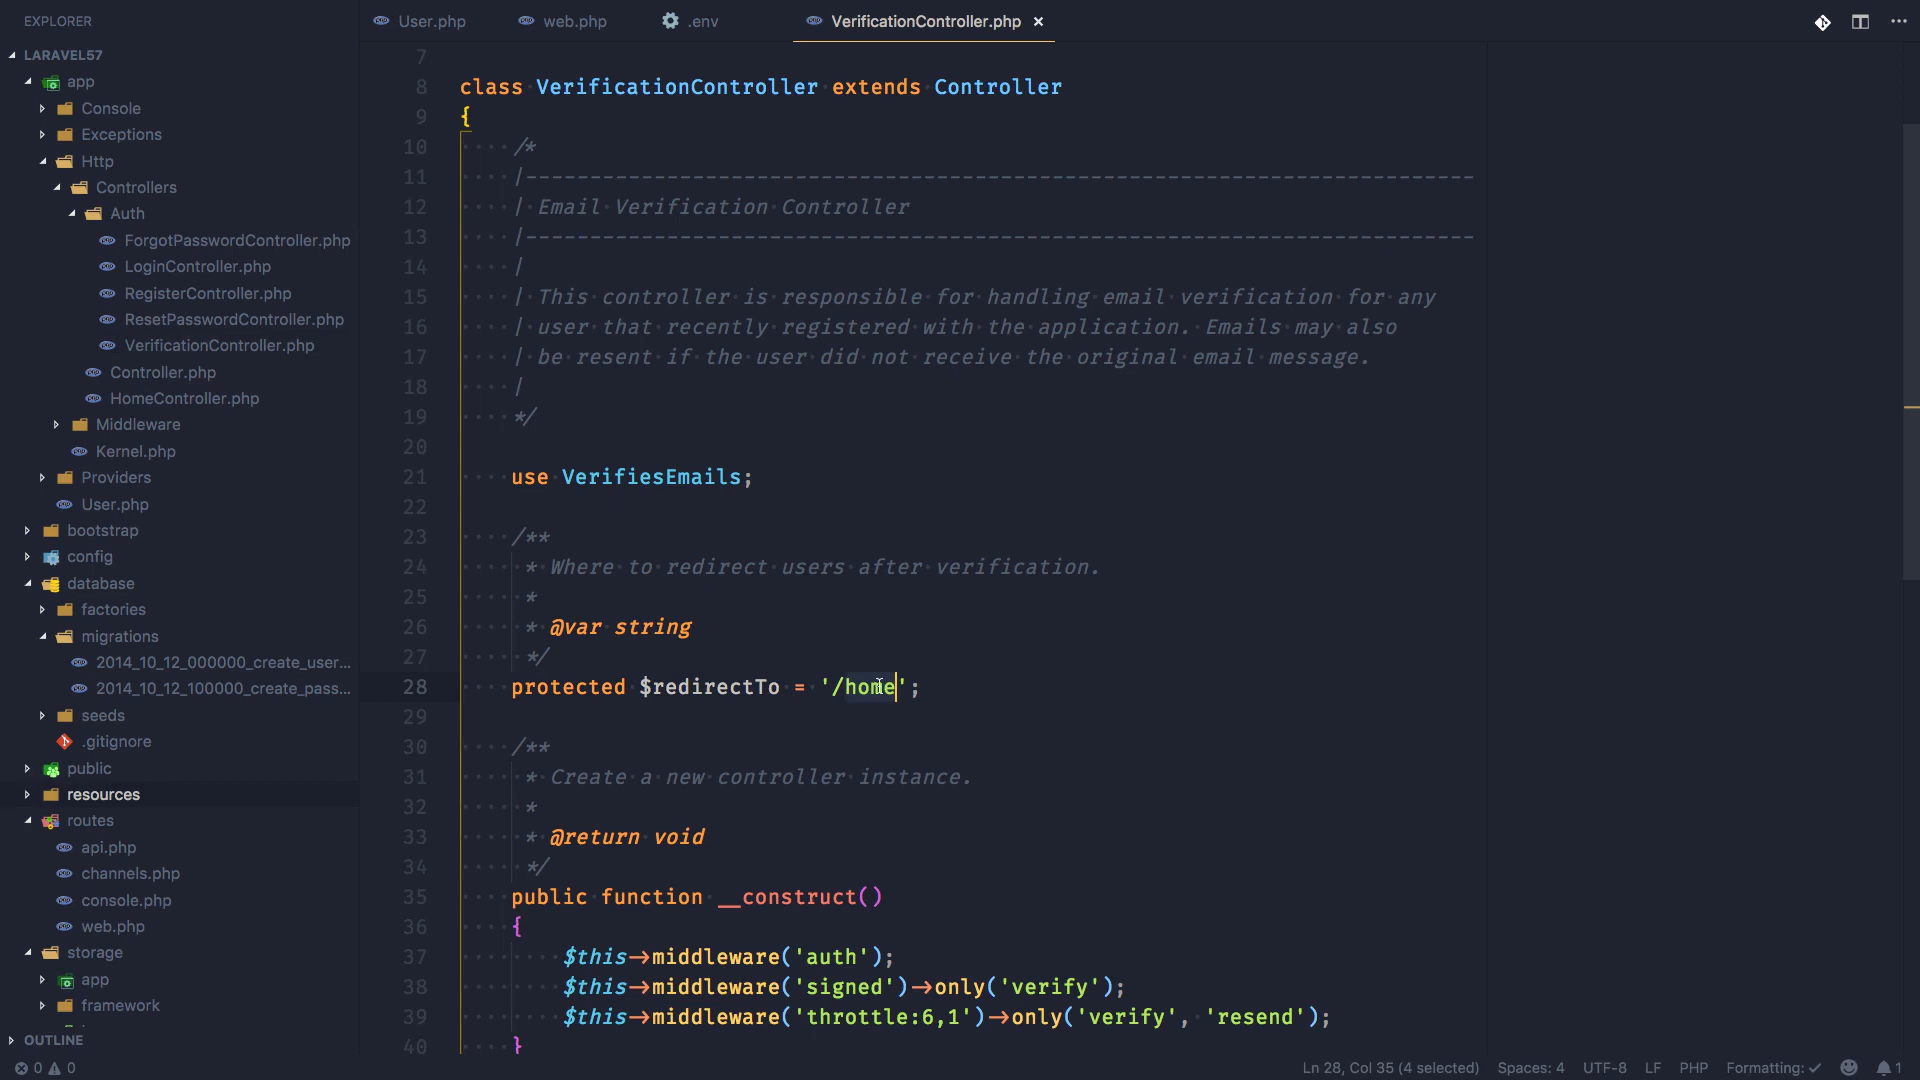 EXPLORER
LARAVEL57
app
Console
Exceptions
Http
Controllers
Auth
ForgotPasswordController.php
LoginController.php
RegisterController.php
ResetPasswordController.php
VerificationController.php
Controller.php
HomeController.php
Middleware
Kernel.php
Providers
User.php
bootstrap
config
database
factories
migrations
2014_10_12_000000_create_user...
2014_10_12_100000_create_pass...
seeds
.gitignore
public
resources
routes
api.php
channels.php
console.php
web.php
storage
app
framework
OUTLINE
User.php web.php .env VerificationController.php ×
7
8 class VerificationController extends Controller
9 {
10 /*
11 |--------------------------------------------------------------------------
12 | Email Verification Controller
13 |--------------------------------------------------------------------------
14 |
15 | This controller is responsible for handling email verification for any
16 | user that recently registered with the application. Emails may also
17 | be resent if the user did not receive the original email message.
18 |
19 */
20
21 use VerifiesEmails;
22
23 /**
24 * Where to redirect users after verification.
25 *
26 * @var string
27 */
28 protected $redirectTo = '/home';
29
30 /**
31 * Create a new controller instance.
32 *
33 * @return void
34 */
35 public function __construct()
36 {
37 $this->middleware('auth');
38 $this->middleware('signed')->only('verify');
39 $this->middleware('throttle:6,1')->only('verify', 'resend');
40 }
0 0 Ln 28, Col 35 (4 selected) Spaces: 4 UTF-8 LF PHP Formatting: ✓ 1